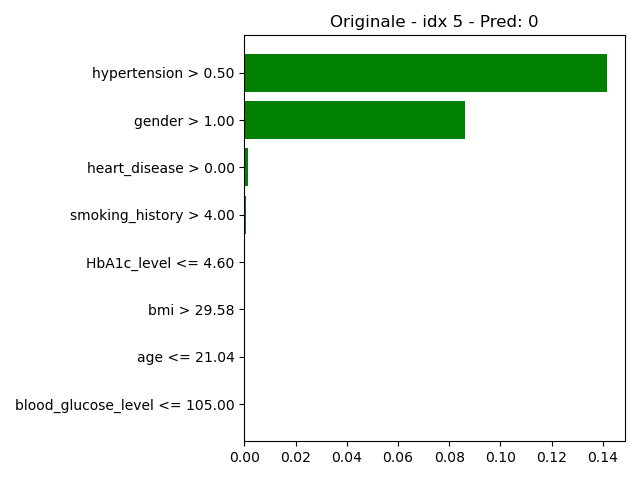 Originale - idx 5 - Pred: 0
hypertension > 0.50
gender > 1.00
heart_disease > 0.00
smoking_history > 4.00
HbA1c_level <= 4.60
bmi > 29.58
age <= 21.04
blood_glucose_level <= 105.00
0.00 0.02 0.04 0.06 0.08 0.10 0.12 0.14